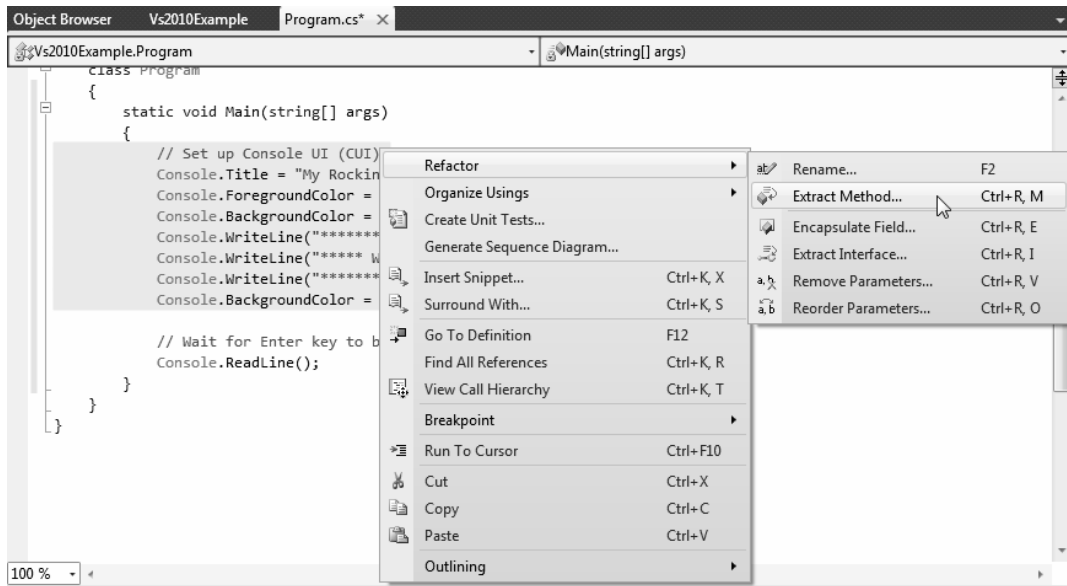 Object Browser Vs2010Example Program.cs*
Vs2010Example.Program Main(string[] args)
class Program
{
static void Main(string[] args)
{
// Set up Console UI (CUI)
Console.Title = "My Rockin
Console.ForegroundColor =
Console.BackgroundColor =
Console.WriteLine("*******
Console.WriteLine("***** W
Console.WriteLine("*******
Console.BackgroundColor =
// Wait for Enter key to b
Console.ReadLine();
}
}
}
Refactor
Organize Usings
Create Unit Tests...
Generate Sequence Diagram...
Insert Snippet... Ctrl+K, X
Surround With... Ctrl+K, S
Go To Definition F12
Find All References Ctrl+K, R
View Call Hierarchy Ctrl+K, T
Breakpoint
Run To Cursor Ctrl+F10
Cut Ctrl+X
Copy Ctrl+C
Paste Ctrl+V
Outlining
Rename... F2
Extract Method... Ctrl+R, M
Encapsulate Field... Ctrl+R, E
Extract Interface... Ctrl+R, I
Remove Parameters... Ctrl+R, V
Reorder Parameters... Ctrl+R, O
100 %